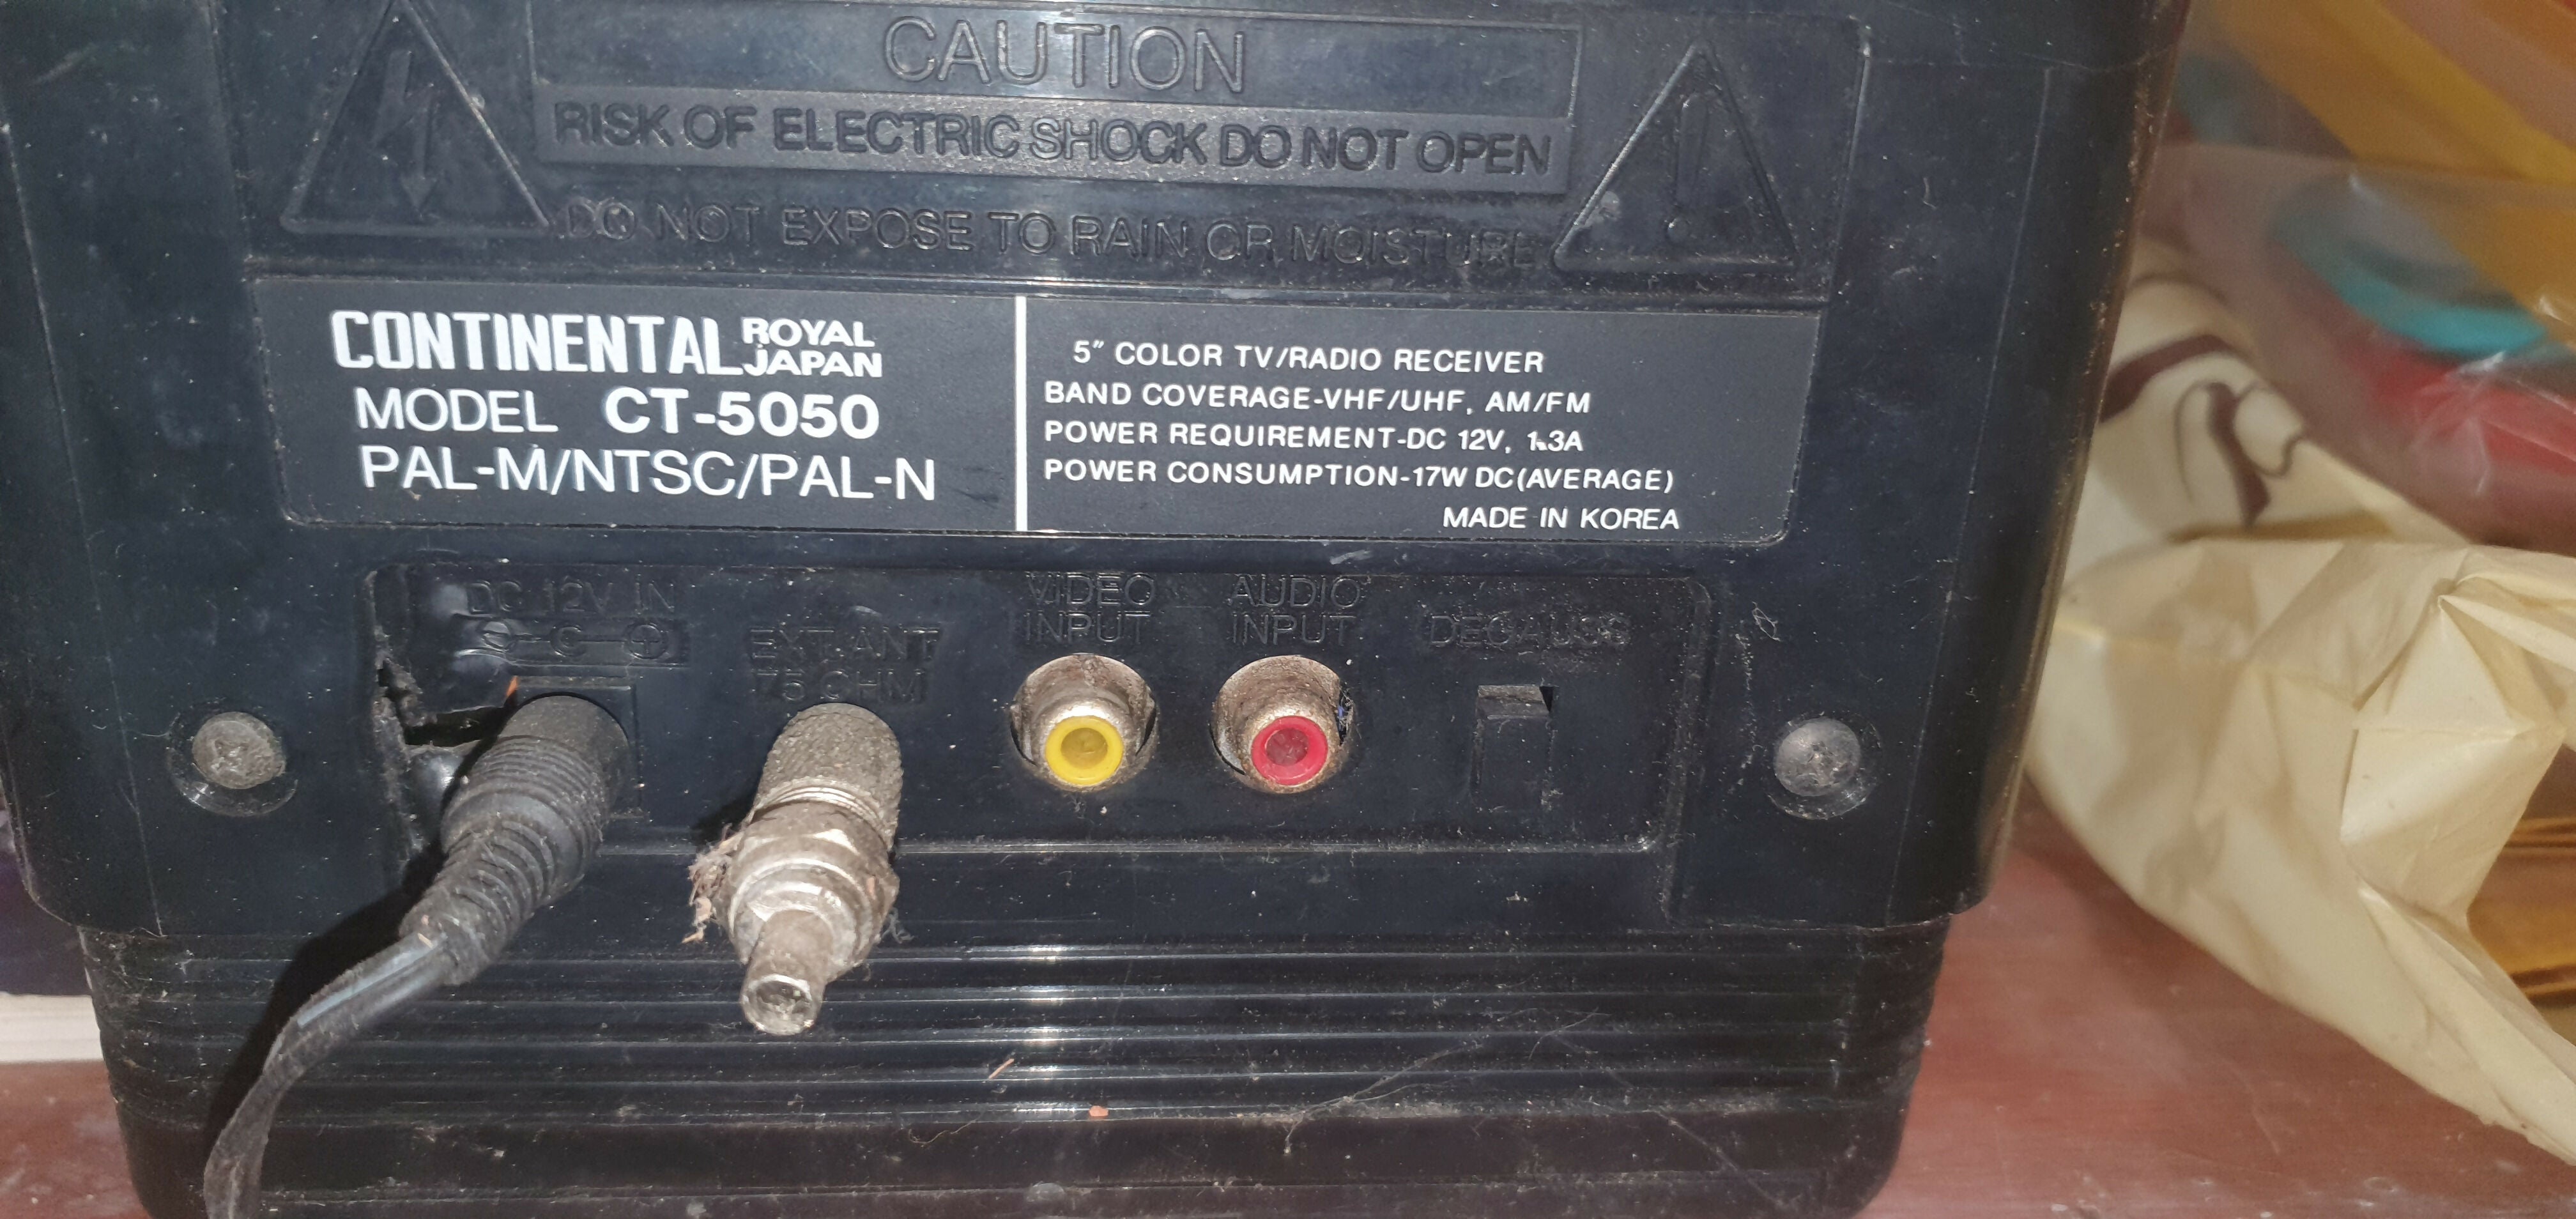 CAUTION
RISK OF ELECTRIC SHOCK DO NOT OPEN
DO NOT EXPOSE TO RAIN OR MOISTURE
CONTINENTAL ROYAL JAPAN
MODEL CT-5050
PAL-M/NTSC/PAL-N
5" COLOR TV/RADIO RECEIVER
BAND COVERAGE-VHF/UHF, AM/FM
POWER REQUIREMENT-DC 12V, 1.3A
POWER CONSUMPTION-17W DC(AVERAGE)
MADE IN KOREA
DC 12V IN
EXT.ANT
75 OHM
VIDEO
INPUT
AUDIO
INPUT
DEGAUSS